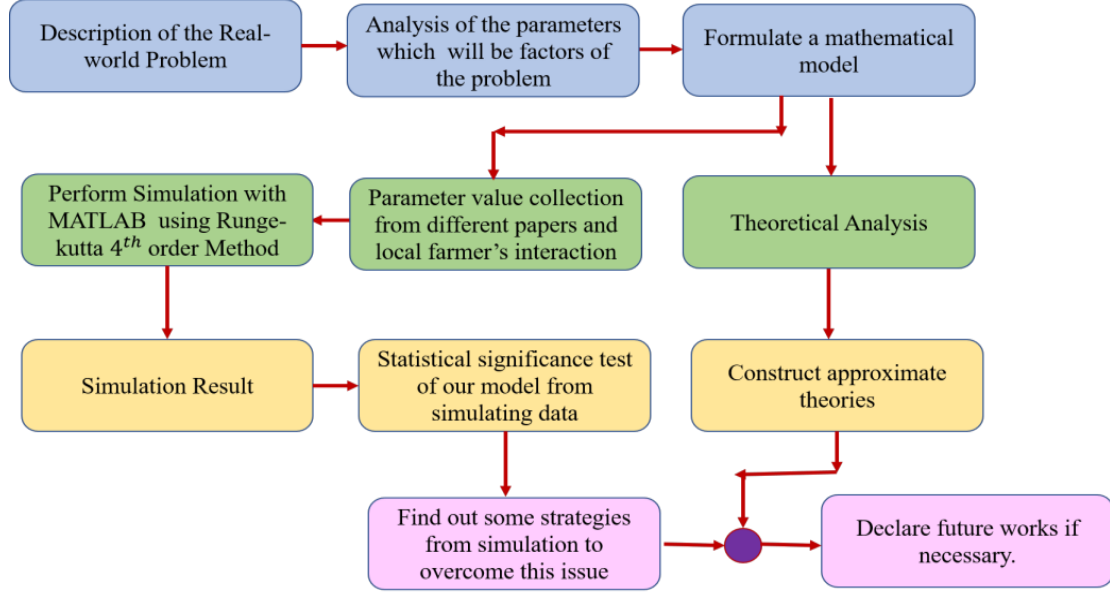 Description of the Real-
world Problem
Analysis of the parameters
which will be factors of
the problem
Formulate a mathematical
model
Perform Simulation with
MATLAB using Runge-
kutta 4th order Method
Parameter value collection
from different papers and
local farmer's interaction
Theoretical Analysis
Simulation Result
Statistical significance test
of our model from
simulating data
Construct approximate
theories
Find out some strategies
from simulation to
overcome this issue
Declare future works if
necessary.